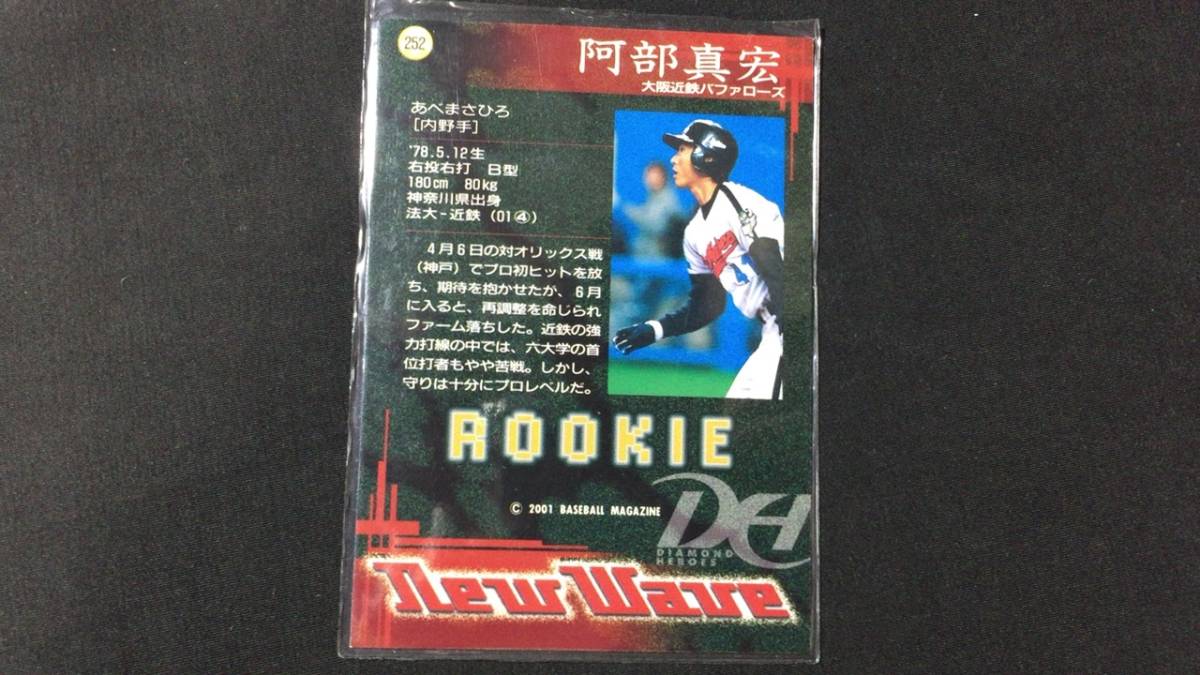 252
阿部真宏
大阪近鉄バファローズ
あべまさひろ
[内野手]
'78.5.12生
右投右打 B型
180cm 80kg
神奈川県出身
法大-近鉄(01④)
4月6日の対オリックス戦
(神戸)でプロ初ヒットを放
ち、期待を抱かせたが、6月
に入ると、再調整を命じられ
ファーム落ちした。近鉄の強
力打線の中では、六大学の首
位打者もやや苦戦。しかし、
守りは十分にプロレベルだ。
ROOKIE
© 2001 BASEBALL MAGAZINE
DH
DIAMOND
HEROES
New Wave